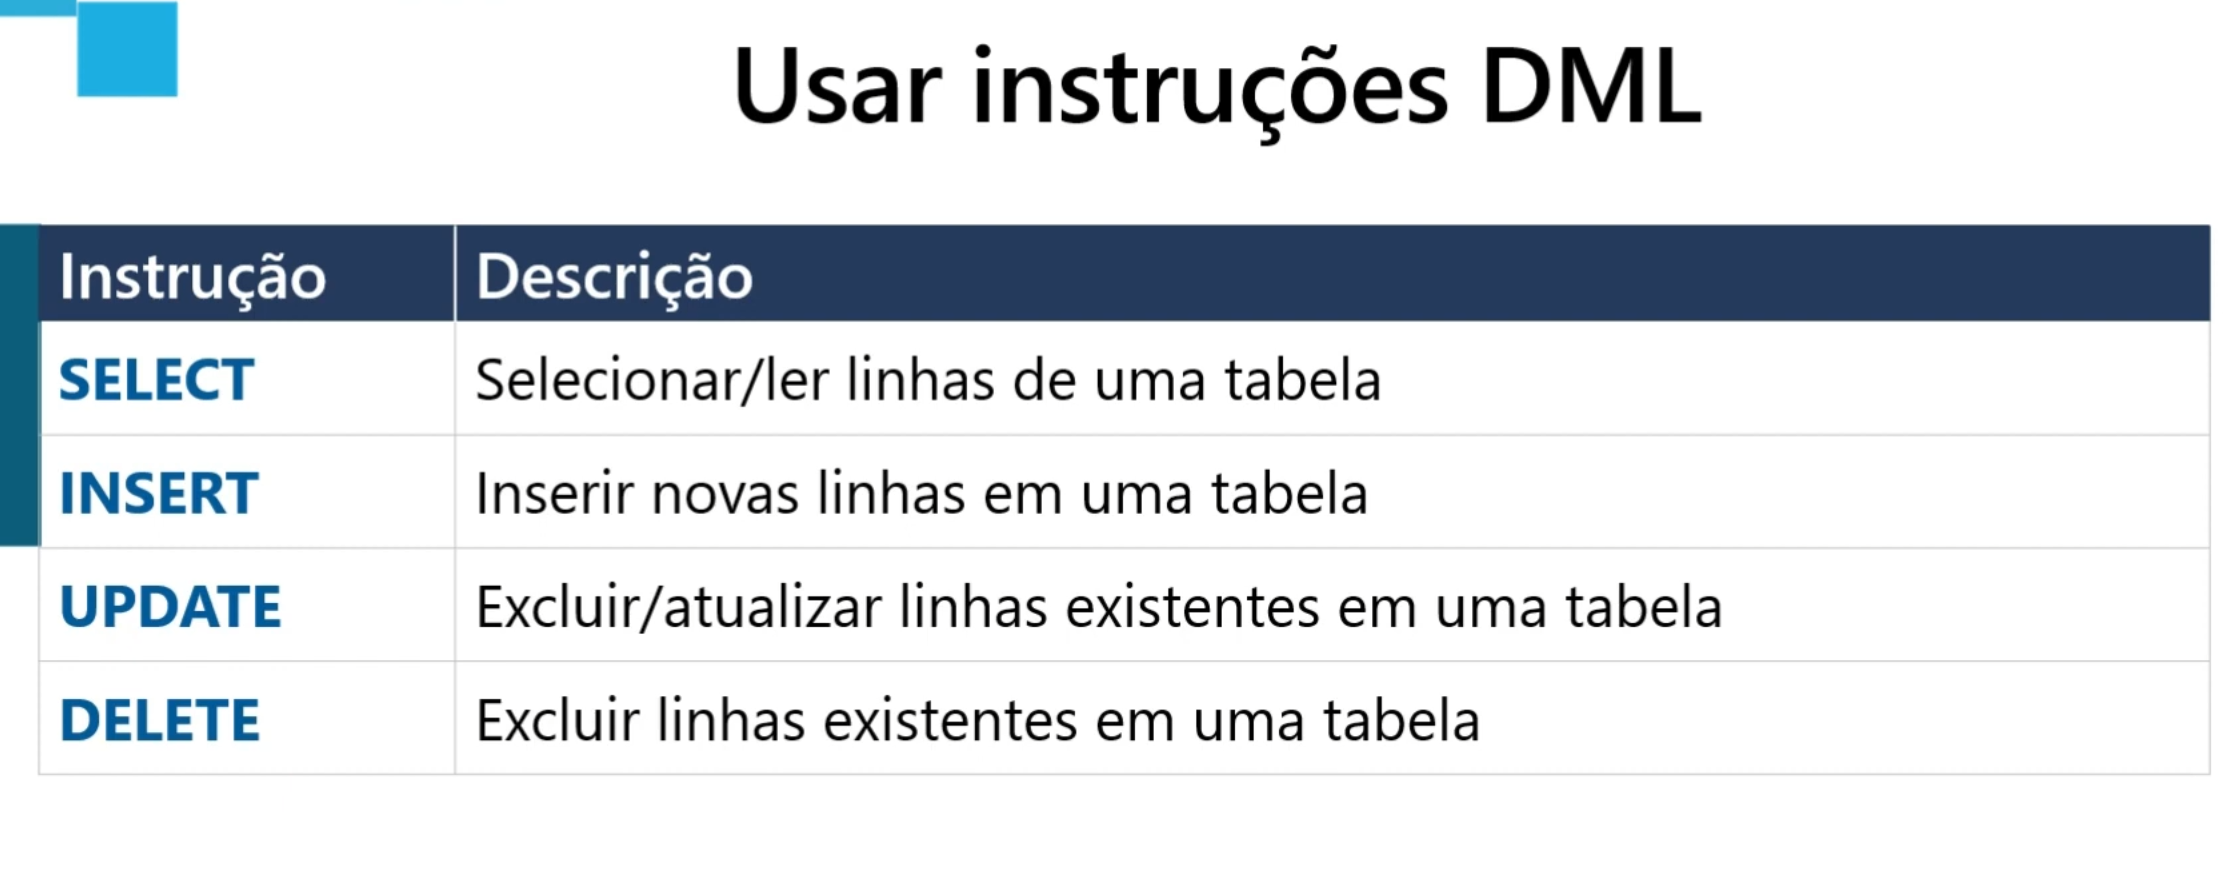 Usar instruções DML
Instrução Descrição
SELECT Selecionar/ler linhas de uma tabela
INSERT Inserir novas linhas em uma tabela
UPDATE Excluir/atualizar linhas existentes em uma tabela
DELETE Excluir linhas existentes em uma tabela